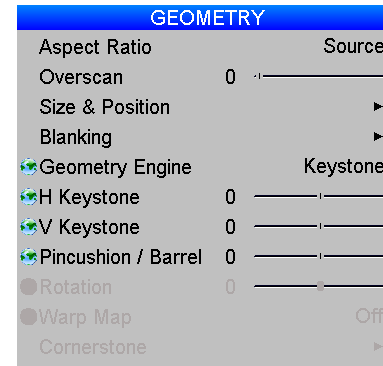 GEOMETRY
Aspect Ratio Source
Overscan 0
Size & Position
Blanking
Geometry Engine Keystone
H Keystone 0
V Keystone 0
Pincushion / Barrel 0
Rotation 0
Warp Map Off
Cornerstone